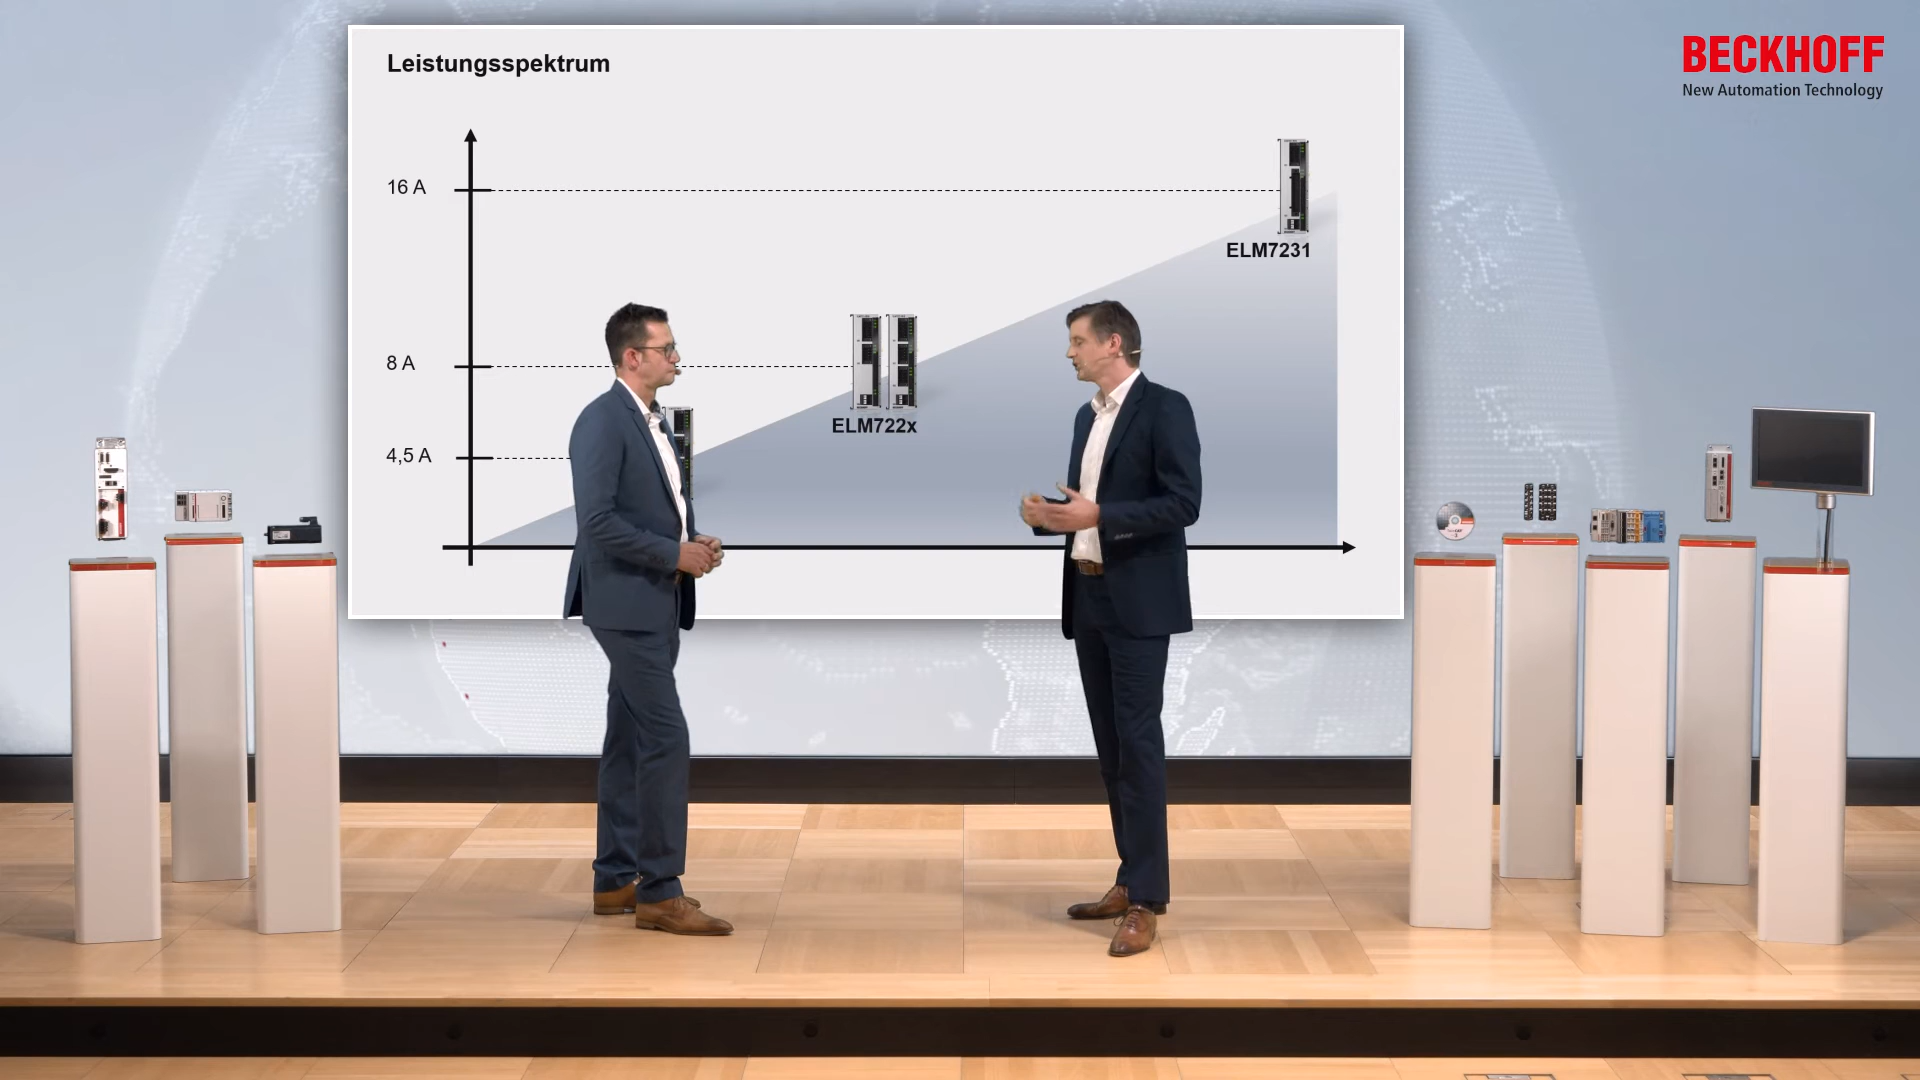 Leistungsspektrum
BECKHOFF
New Automation Technology
16 A
ELM7231
8 A
ELM722x
4,5 A